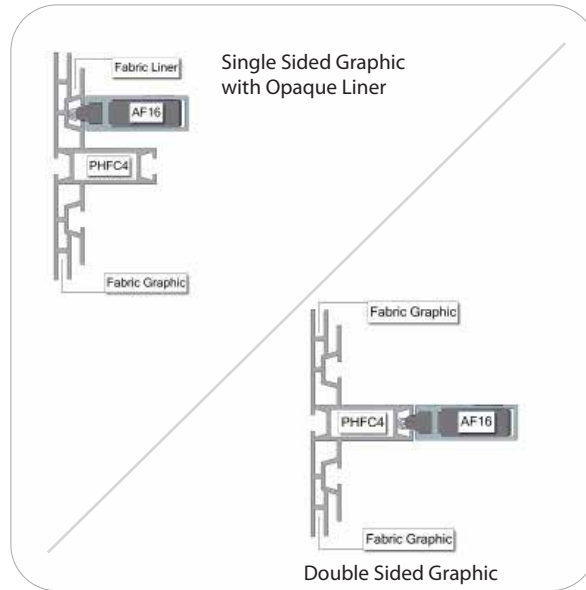 Fabric Liner
Single Sided Graphic
with Opaque Liner
AF16
PHFC4
Fabric Graphic
Fabric Graphic
PHFC4
AF16
Fabric Graphic
Double Sided Graphic